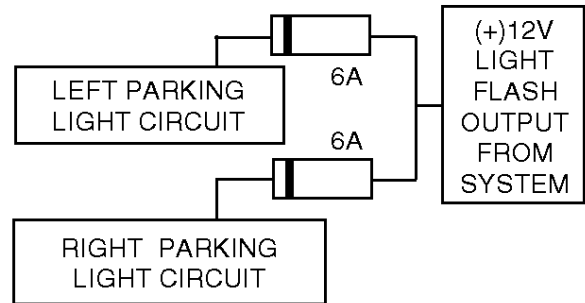 6A
LEFT PARKING
LIGHT CIRCUIT
6A
RIGHT PARKING
LIGHT CIRCUIT
(+)12V
LIGHT
FLASH
OUTPUT
FROM
SYSTEM